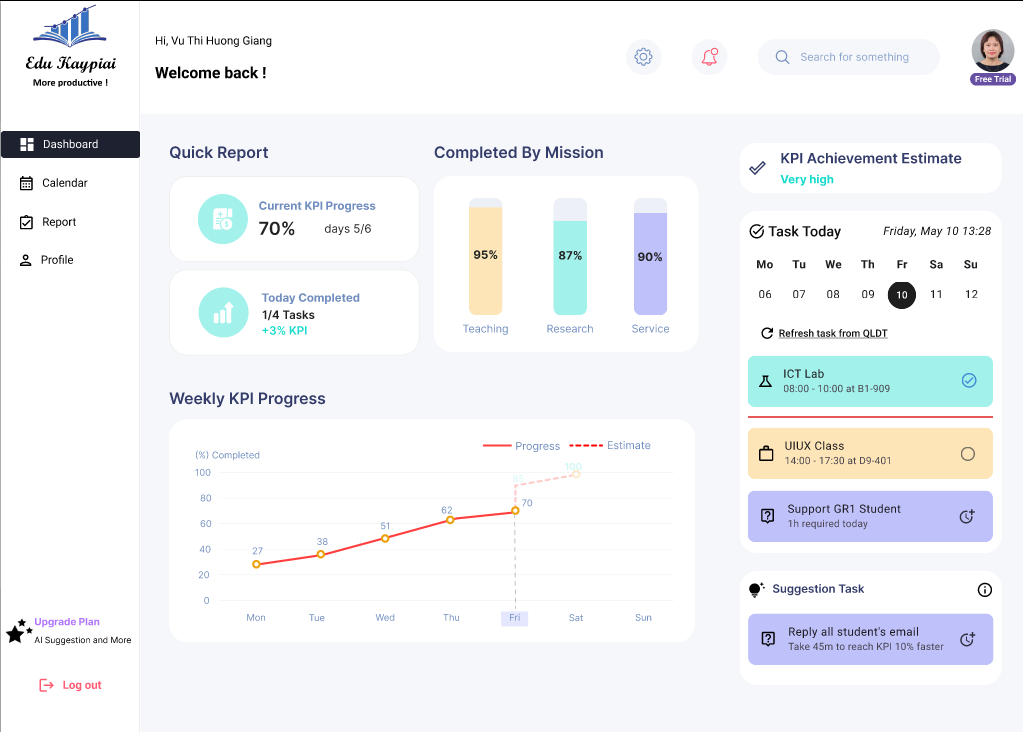 Edu Kaypiai
More productive !
Hi, Vu Thi Huong Giang
Welcome back !
Search for something
Free Trial
Dashboard
Calendar
Report
Profile
Upgrade Plan
AI Suggestion and More
Log out
Quick Report
Current KPI Progress
70%
days 5/6
Today Completed
1/4 Tasks
+3% KPI
Completed By Mission
95%
87%
90%
Teaching
Research
Service
Weekly KPI Progress
Progress
Estimate
(%) Completed
100
80
60
40
20
0
27
38
51
62
70
100
Mon
Tue
Wed
Thu
Fri
Sat
Sun
KPI Achievement Estimate
Very high
Task Today
Friday, May 10 13:28
Mo Tu We Th Fr Sa Su
06 07 08 09 10 11 12
Refresh task from QLDT
ICT Lab
08:00 - 10:00 at B1-909
UIUX Class
14:00 - 17:30 at D9-401
Support GR1 Student
1h required today
Suggestion Task
Reply all student's email
Take 45m to reach KPI 10% faster